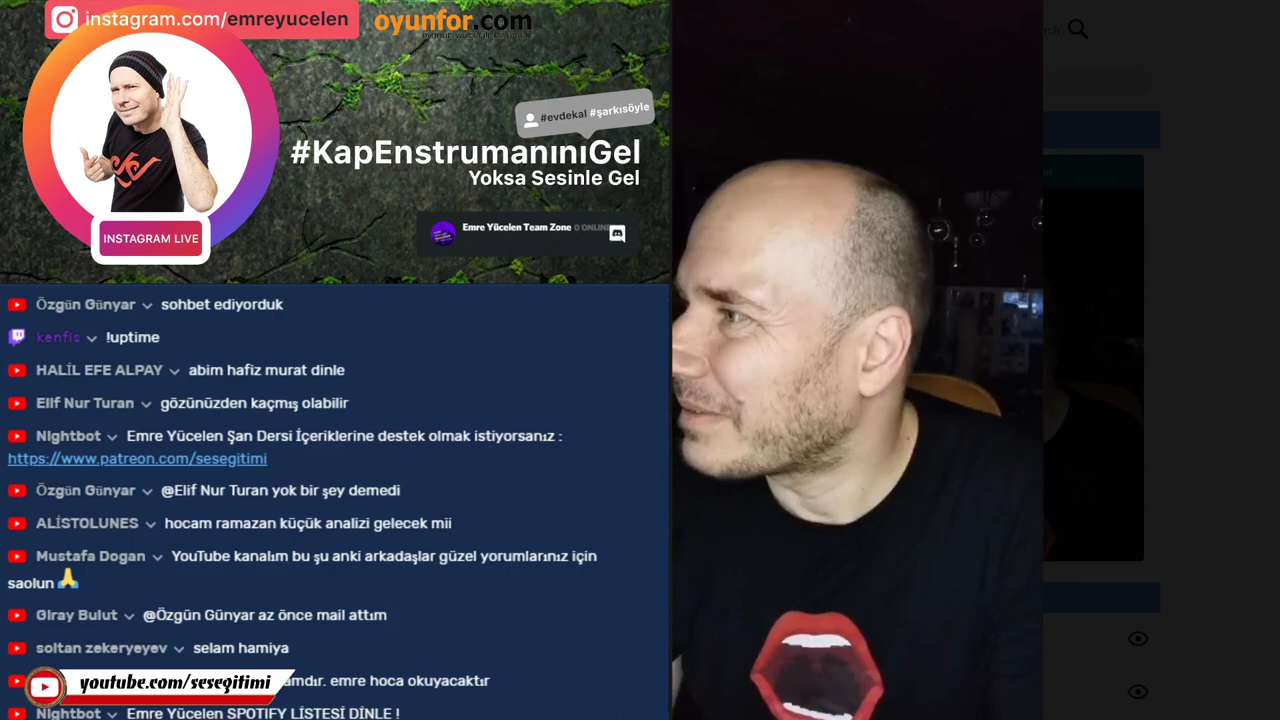 instagram.com/emreyucelen
oyunfor.com
#evdekal #şarkısöyle
#KapEnstrumanınıGel
Yoksa Sesinle Gel
INSTAGRAM LIVE
Emre Yücelen Team Zone 0 ONLINE
Özgün Günyar sohbet ediyorduk
kenfls !uptime
HALİL EFE ALPAY abim hafiz murat dinle
Elif Nur Turan gözünüzden kaçmış olabilir
Nightbot Emre Yücelen Şan Dersi İçeriklerine destek olmak istiyorsanız :
https://www.patreon.com/sesegitimi
Özgün Günyar @Elif Nur Turan yok bir şey demedi
ALİSTOLUNES hocam ramazan küçük analizi gelecek mii
Mustafa Dogan YouTube kanalım bu şu anki arkadaşlar güzel yorumlarınız için
saolun 🙏
Giray Bulut @Özgün Günyar az önce mail attım
soltan zekeryeyev selam hamiya
youtube.com/sesegitimi
emre hoca okuyacaktır
Nightbot Emre Yücelen SPOTIFY LİSTESİ DİNLE !